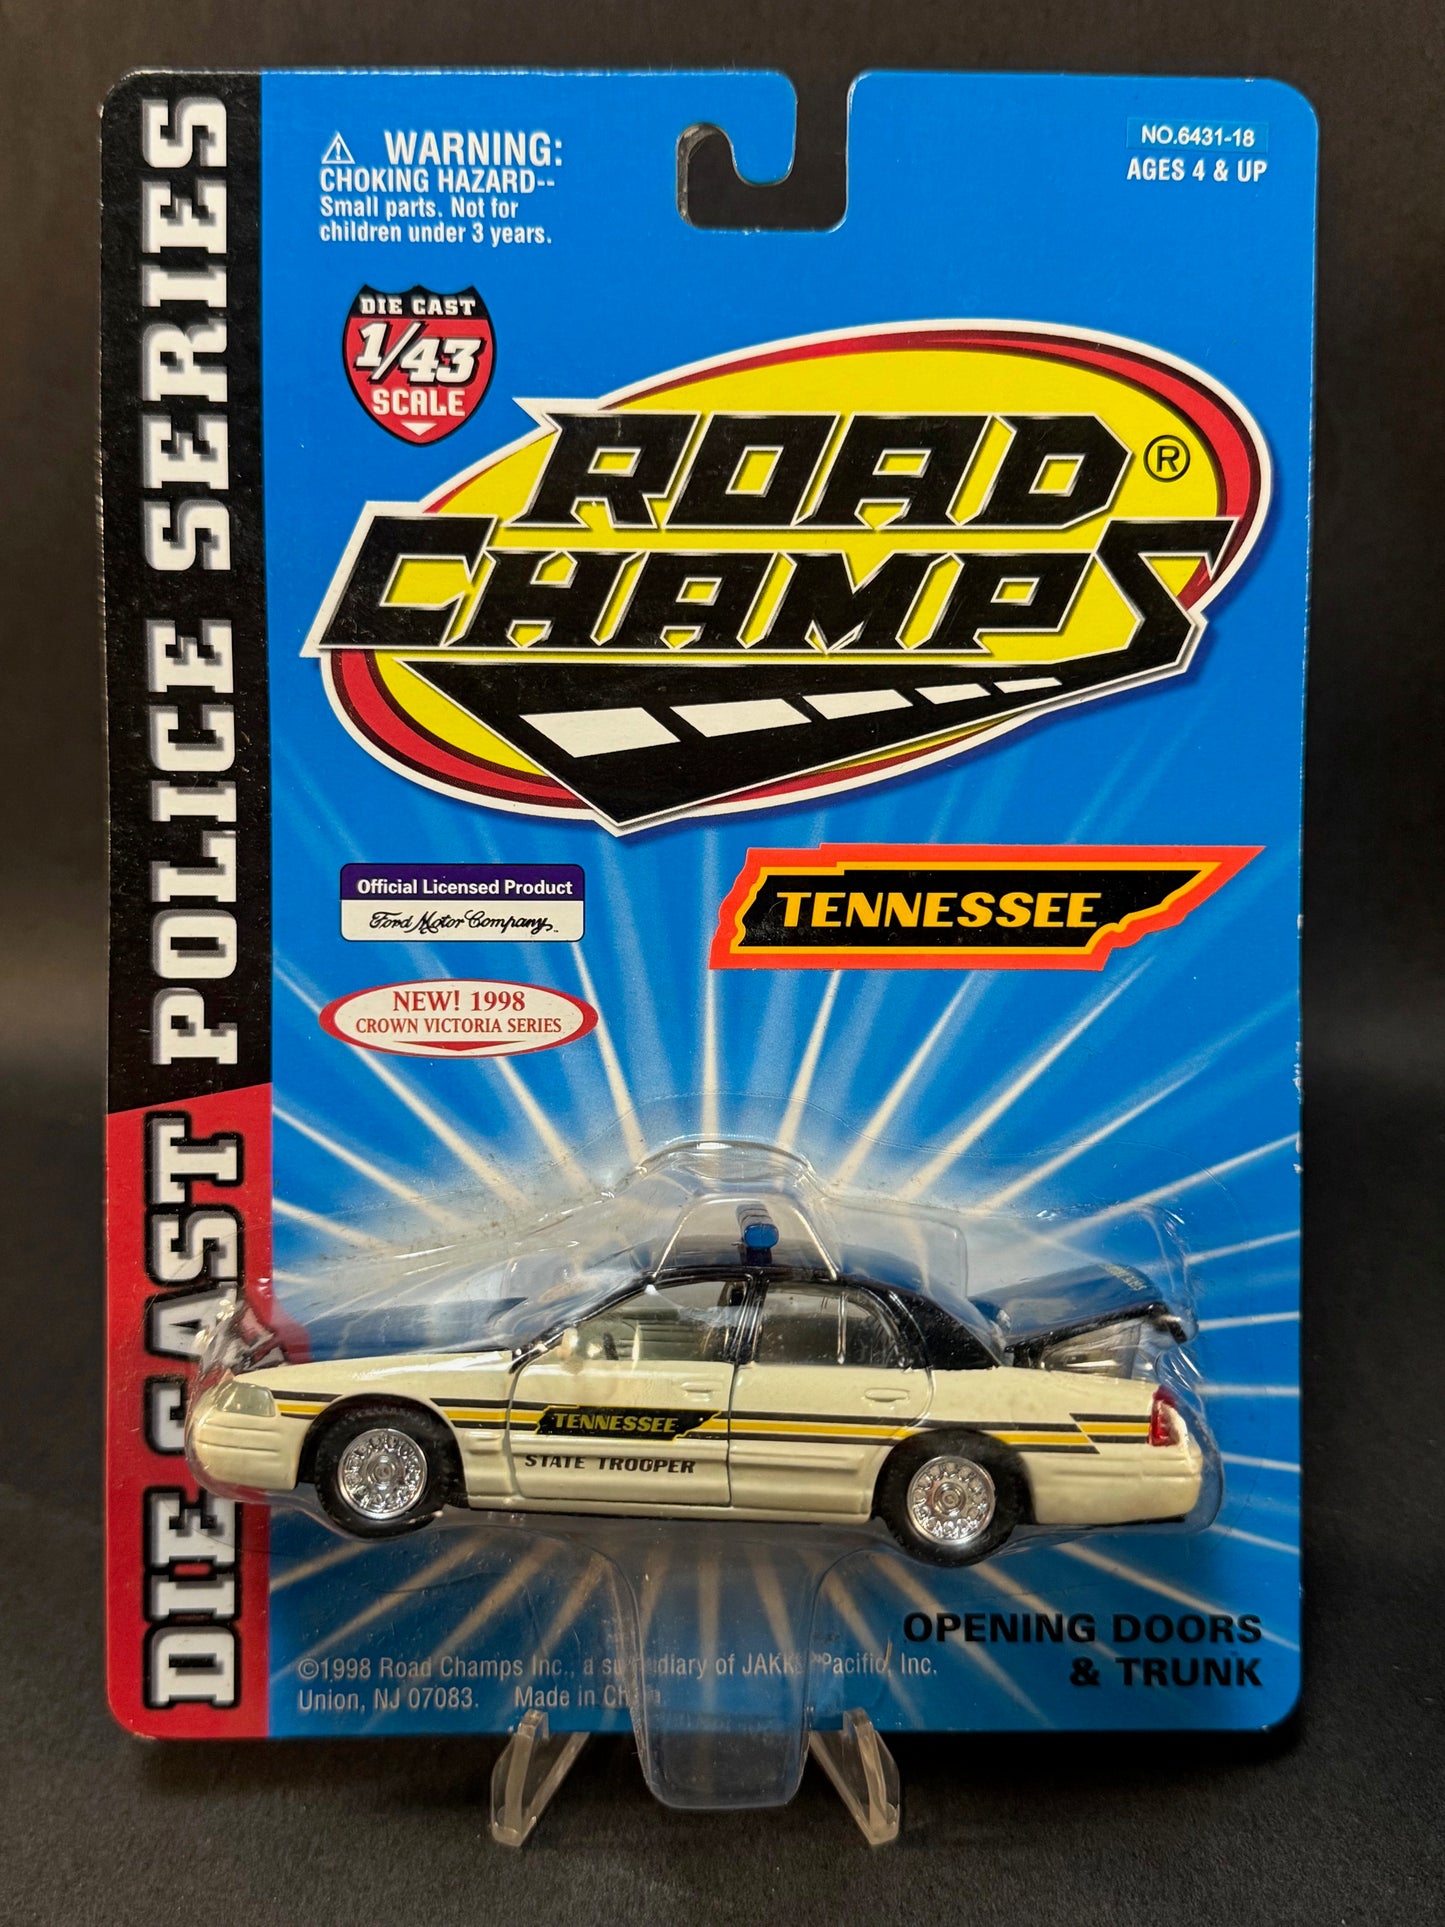 DIE CAST POLICE SERIES
⚠ WARNING:
CHOKING HAZARD--
Small parts. Not for
children under 3 years.
NO.6431-18
AGES 4 & UP
DIE CAST
1/43
SCALE
ROAD®
CHAMPS
Official Licensed Product
Ford Motor Company™
TENNESSEE
NEW! 1998
CROWN VICTORIA SERIES
TENNESSEE
STATE TROOPER
OPENING DOORS
& TRUNK
©1998 Road Champs Inc., a subsidiary of JAKKS Pacific, Inc.
Union, NJ 07083. Made in China